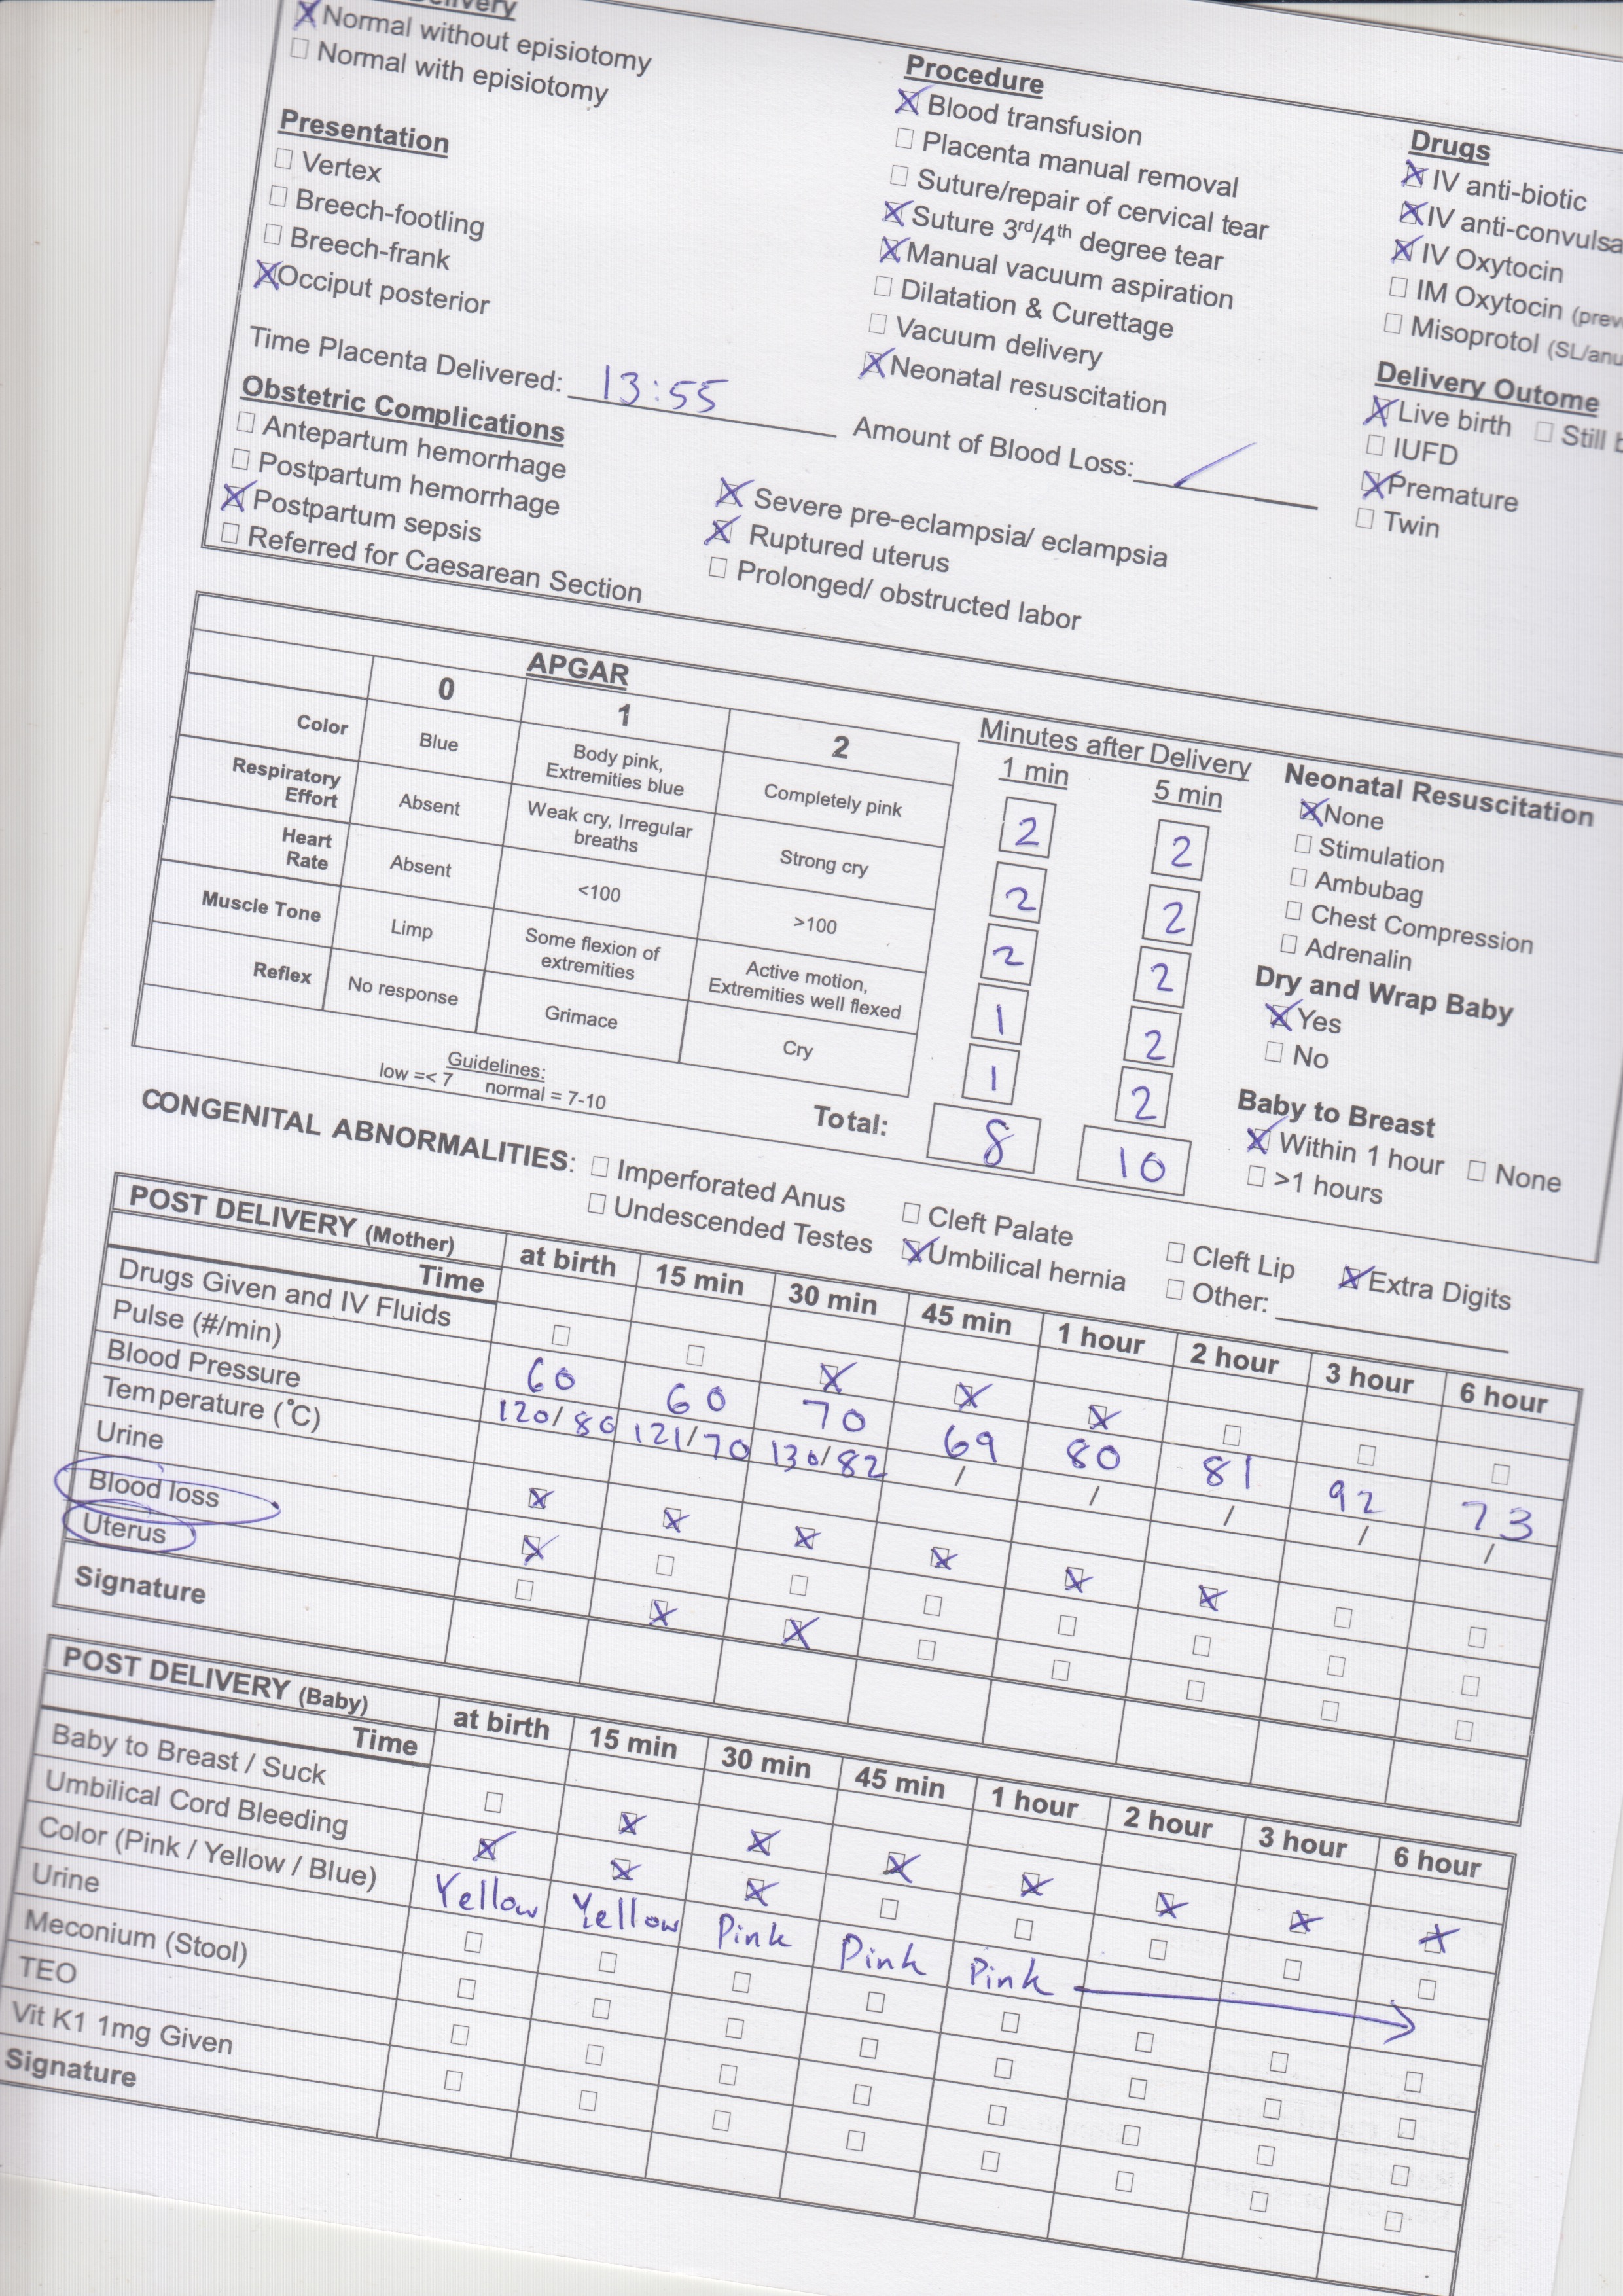 Normal without episiotomy
Normal with episiotomy
Presentation
Vertex
Breech-footling
Breech-frank
Occiput posterior
Time Placenta Delivered: 13:55
Procedure
Blood transfusion
Placenta manual removal
Suture/repair of cervical tear
Suture 3rd/4th degree tear
Manual vacuum aspiration
Dilatation & Curettage
Vacuum delivery
Neonatal resuscitation
Amount of Blood Loss: /
Drugs
IV anti-biotic
IV anti-convulsa
IV Oxytocin
IM Oxytocin (prev
Misoprotol (SL/anu
Delivery Outome
Live birth Still b
IUFD
Premature
Twin
Obstetric Complications
Antepartum hemorrhage
Postpartum hemorrhage
Postpartum sepsis
Referred for Caesarean Section
Severe pre-eclampsia/ eclampsia
Ruptured uterus
Prolonged/ obstructed labor
APGAR
0 1 2
Color Blue Body pink, Extremities blue Completely pink
Respiratory Effort Absent Weak cry, Irregular breaths Strong cry
Heart Rate Absent <100 >100
Muscle Tone Limp Some flexion of extremities Active motion, Extremities well flexed
Reflex No response Grimace Cry
Guidelines:
low =< 7 normal = 7-10
Minutes after Delivery
1 min 5 min
2 2
2 2
2 2
1 2
1 2
Total: 8 10
Neonatal Resuscitation
None
Stimulation
Ambubag
Chest Compression
Adrenalin
Dry and Wrap Baby
Yes
No
Baby to Breast
Within 1 hour None
>1 hours
CONGENITAL ABNORMALITIES: Imperforated Anus Cleft Palate Cleft Lip Extra Digits
Undescended Testes Umbilical hernia Other:
POST DELIVERY (Mother)
Time at birth 15 min 30 min 45 min 1 hour 2 hour 3 hour 6 hour
Drugs Given and IV Fluids
Pulse (#/min) 60 60 70 69 80 81 92 73
Blood Pressure 120/80 121/70 130/82 / / / / /
Temperature (°C)
Urine
Blood loss
Uterus
Signature
POST DELIVERY (Baby)
Time at birth 15 min 30 min 45 min 1 hour 2 hour 3 hour 6 hour
Baby to Breast / Suck
Umbilical Cord Bleeding
Color (Pink / Yellow / Blue) Yellow Yellow Pink Pink Pink
Urine
Meconium (Stool)
TEO
Vit K1 1mg Given
Signature